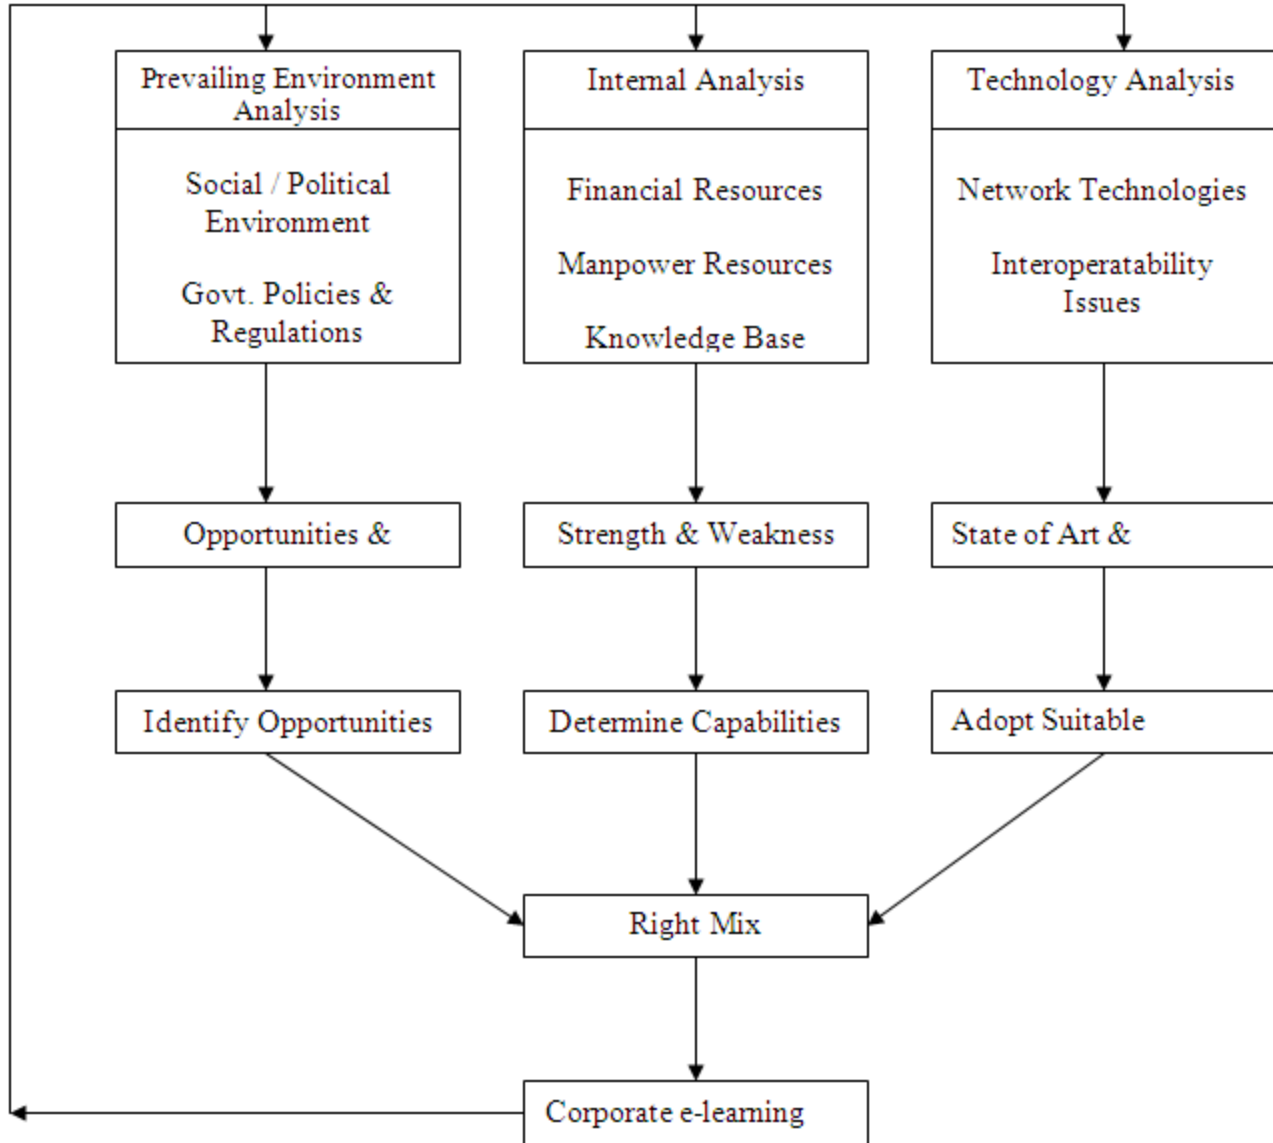 Prevailing Environment
Analysis
Social / Political
Environment
Govt. Policies &
Regulations
Internal Analysis
Financial Resources
Manpower Resources
Knowledge Base
Technology Analysis
Network Technologies
Interoperatability
Issues
Opportunities &
Strength & Weakness
State of Art &
Identify Opportunities
Determine Capabilities
Adopt Suitable
Right Mix
Corporate e-learning